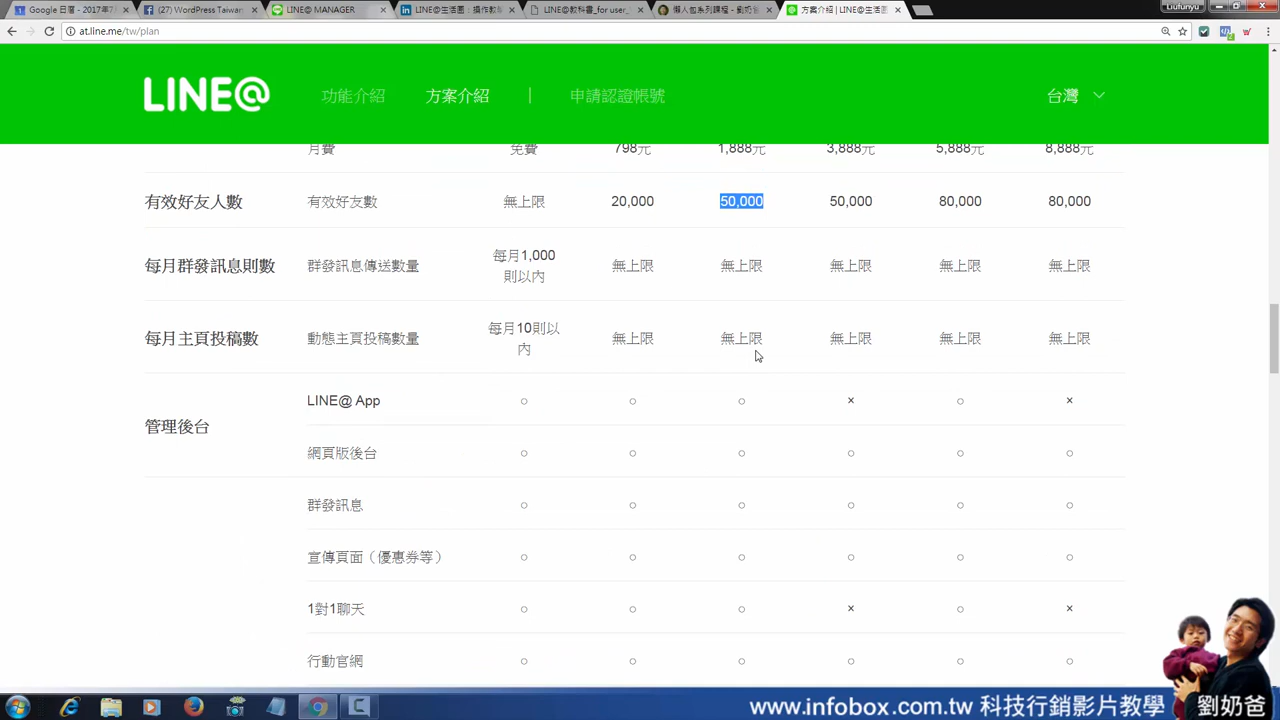 Google 日曆 - 2017年7
(27) WordPress Taiwan
LINE@ MANAGER
LINE@生活圈：操作教
LINE@教科書_for user_
懶人包系列課程 - 劉奶爸
方案介紹 | LINE@生活圈
Liufunyu
at.line.me/tw/plan
LINE@
功能介紹
方案介紹
申請認證帳號
台灣
月費 免費 798元 1,888元 3,888元 5,888元 8,888元
有效好友人數 有效好友數 無上限 20,000 50,000 50,000 80,000 80,000
每月群發訊息則數 群發訊息傳送數量 每月1,000
則以內 無上限 無上限 無上限 無上限 無上限
每月主頁投稿數 動態主頁投稿數量 每月10則以
內 無上限 無上限 無上限 無上限 無上限
管理後台 LINE@ App ○ ○ ○ × ○ ×
網頁版後台 ○ ○ ○ ○ ○ ○
群發訊息 ○ ○ ○ ○ ○ ○
宣傳頁面（優惠券等） ○ ○ ○ ○ ○ ○
1對1聊天 ○ ○ ○ × ○ ×
行動官網 ○ ○ ○ ○ ○ ○
www.infobox.com.tw 科技行銷影片教學 劉奶爸